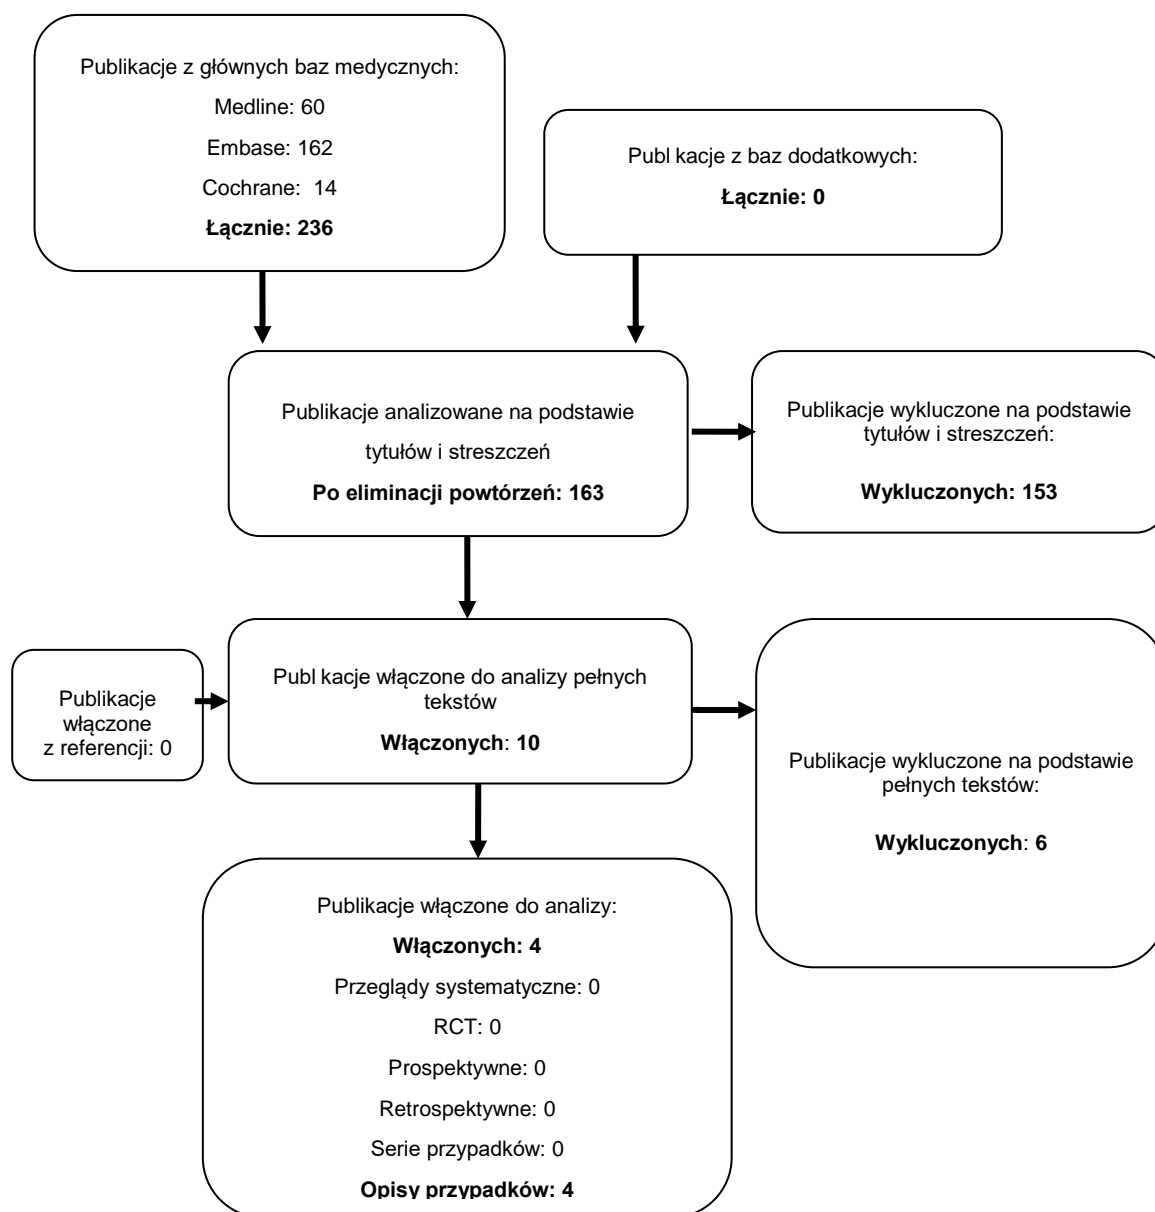 Publikacje z głównych baz medycznych:
Medline: 60
Embase: 162
Cochrane:  14
Łącznie: 236
Publ kacje z baz dodatkowych:
Łącznie: 0
Publikacje analizowane na podstawie
tytułów i streszczeń
Po eliminacji powtórzeń: 163
Publikacje wykluczone na podstawie
tytułów i streszczeń:
Wykluczonych: 153
Publikacje
włączone
z referencji: 0
Publ kacje włączone do analizy pełnych
tekstów
Włączonych: 10
Publikacje wykluczone na podstawie
pełnych tekstów:
Wykluczonych: 6
Publikacje włączone do analizy:
Włączonych: 4
Przeglądy systematyczne: 0
RCT: 0
Prospektywne: 0
Retrospektywne: 0
Serie przypadków: 0
Opisy przypadków: 4